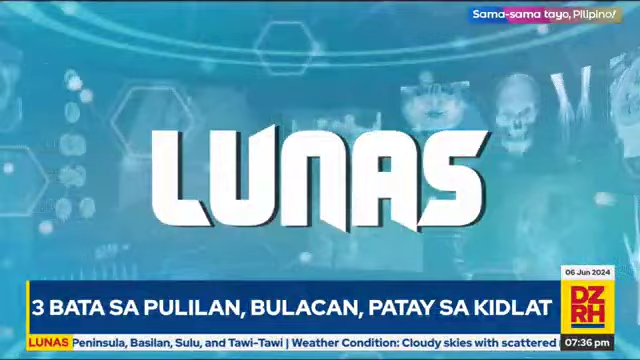 Sama-sama tayo, Pilipino!
LUNAS
06 Jun 2024
3 BATA SA PULILAN, BULACAN, PATAY SA KIDLAT
DZ
RH
LUNAS
Peninsula, Basilan, Sulu, and Tawi-Tawi | Weather Condition: Cloudy skies with scattered
07:36 pm